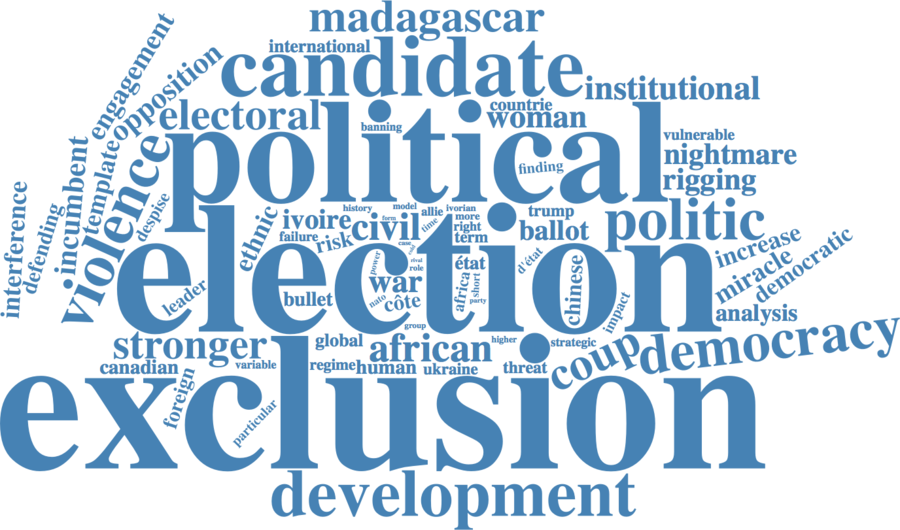 madagascar
international
candidate
institutional
engagement
opposition
electoral
countrie
woman
banning
political
vulnerable
nightmare
rigging
finding
template
violence
incumbent
defending
interference
despise
ethnic
history
model
allie
ivorian
form
time
more
right
term
ivoire
failure
risk
civil
trump
ballot
politic
case
rival
role
power
war
nato
côte
état
africa
short
party
d'état
chinese
impact
increase
miracle
democratic
analysis
leader
bullet
election
group
higher
strategic
stronger
global
african
coup
democracy
canadian
variable
regime
human
ukraine
threat
foreign
particular
exclusion
development